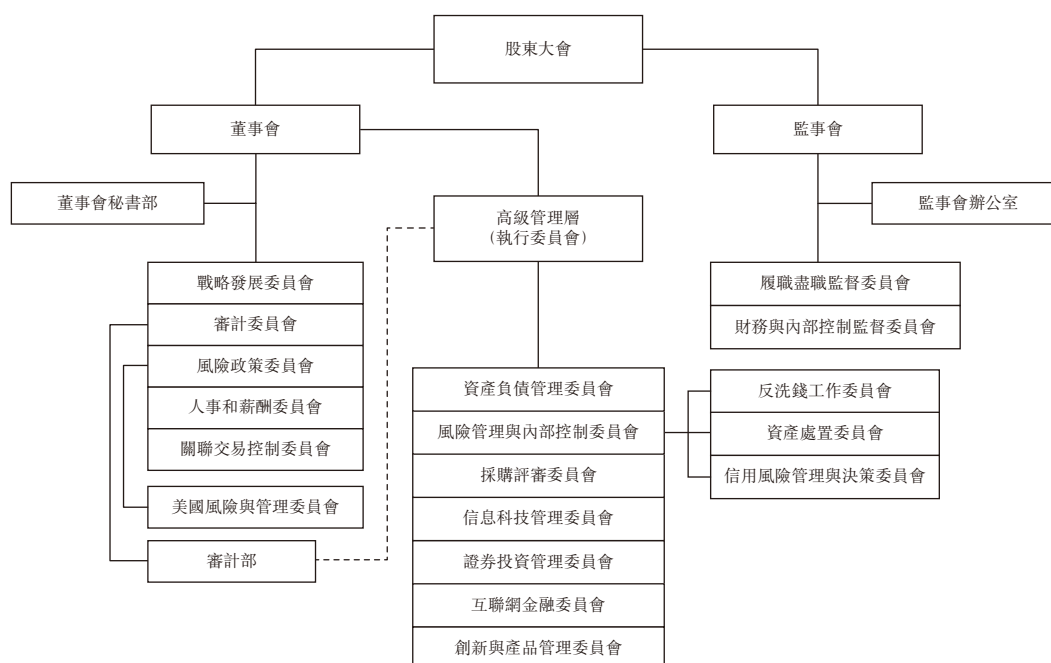 股東大會
董事會
監事會
董事會秘書部
高級管理層
(執行委員會)
監事會辦公室
戰略發展委員會
審計委員會
風險政策委員會
人事和薪酬委員會
關聯交易控制委員會
美國風險與管理委員會
審計部
履職盡職監督委員會
財務與內部控制監督委員會
資產負債管理委員會
風險管理與內部控制委員會
採購評審委員會
信息科技管理委員會
證券投資管理委員會
互聯網金融委員會
創新與產品管理委員會
反洗錢工作委員會
資產處置委員會
信用風險管理與決策委員會